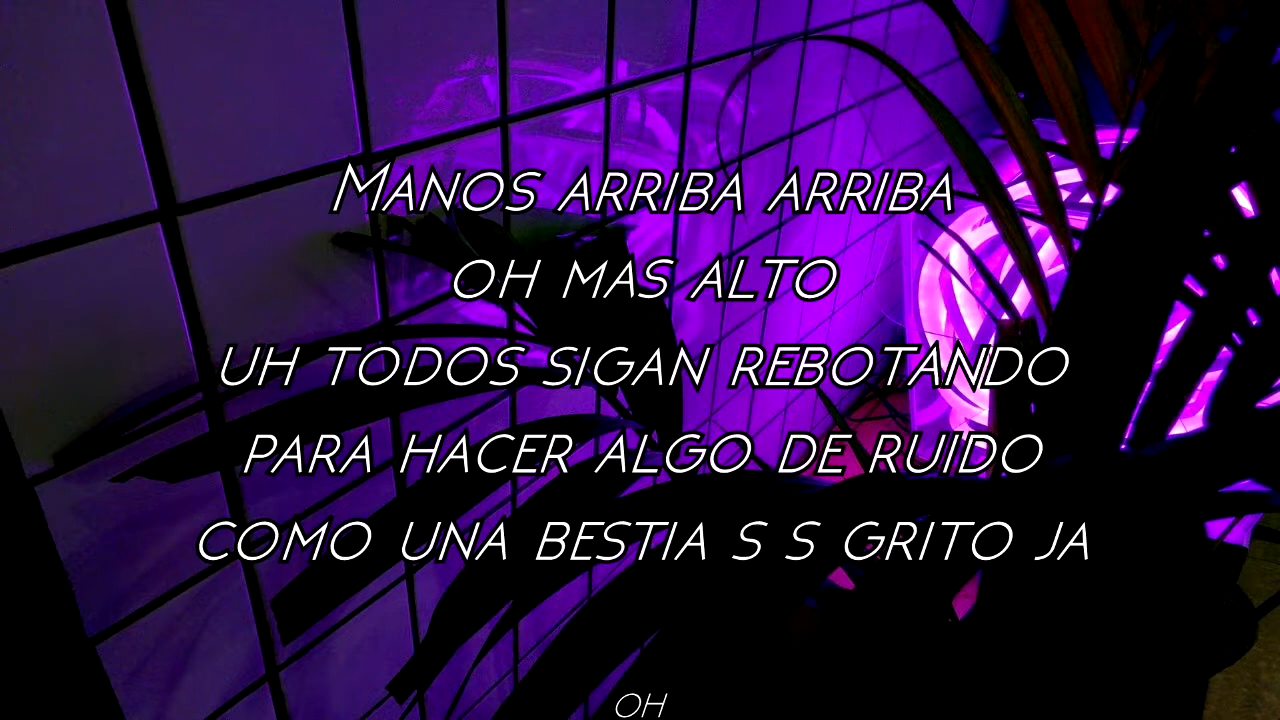 Manos arriba arriba
oh mas alto
uh todos sigan rebotando
para hacer algo de ruido
como una bestia s s grito ja
oh